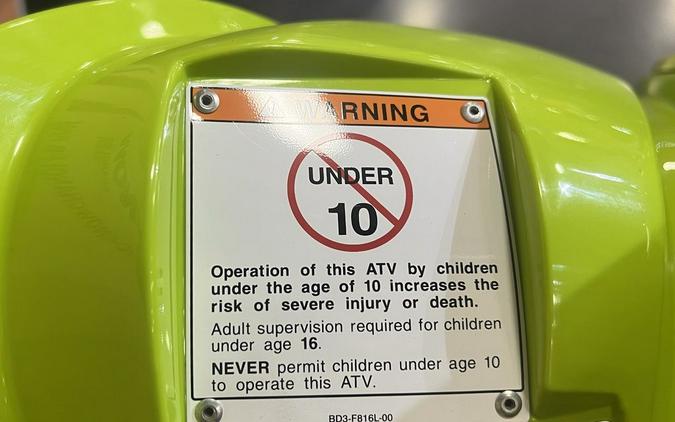 WARNING
UNDER
10
Operation of this ATV by children
under the age of 10 increases the
risk of severe injury or death.
Adult supervision required for children
under age 16.
NEVER permit children under age 10
to operate this ATV.
BD3-F816L-00